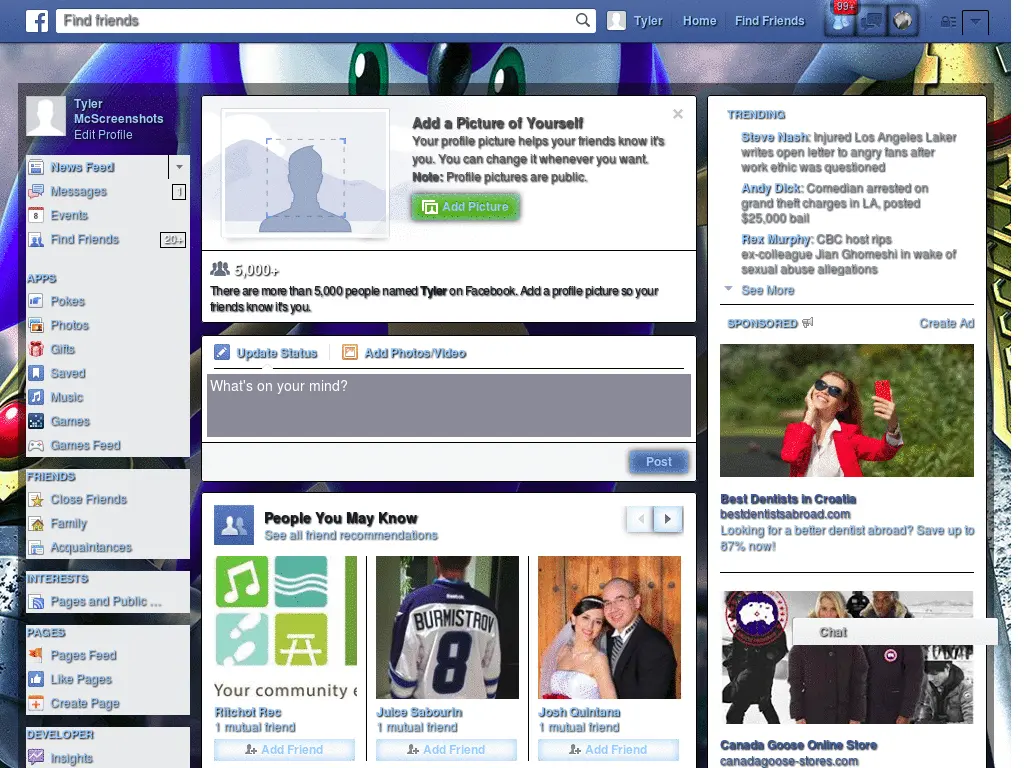 f
Find friends
Tyler
Home
Find Friends
99+
Tyler
McScreenshots
Edit Profile
News Feed
Messages
1
8
Events
Find Friends
20+
APPS
Pokes
Photos
Gifts
Saved
Music
Games
Games Feed
FRIENDS
Close Friends
Family
Acquaintances
INTERESTS
Pages and Public ...
PAGES
Pages Feed
Like Pages
Create Page
DEVELOPER
Insights
Add a Picture of Yourself
Your profile picture helps your friends know it's
you. You can change it whenever you want.
Note: Profile pictures are public.
Add Picture
5,000+
There are more than 5,000 people named Tyler on Facebook. Add a profile picture so your
friends know it's you.
Update Status
Add Photos/Video
What's on your mind?
Post
People You May Know
See all friend recommendations
Your community e
Ritchot Rec
1 mutual friend
Add Friend
Reebok
BURMISTROV
8
Juice Sabourin
1 mutual friend
Add Friend
Josh Quintana
1 mutual friend
Add Friend
TRENDING
Steve Nash: Injured Los Angeles Laker
writes open letter to angry fans after
work ethic was questioned
Andy Dick: Comedian arrested on
grand theft charges in LA, posted
$25,000 bail
Rex Murphy: CBC host rips
ex-colleague Jian Ghomeshi in wake of
sexual abuse allegations
See More
SPONSORED
Create Ad
Best Dentists in Croatia
bestdentistsabroad.com
Looking for a better dentist abroad? Save up to
67% now!
Chat
Canada Goose Online Store
canadagoose-stores.com